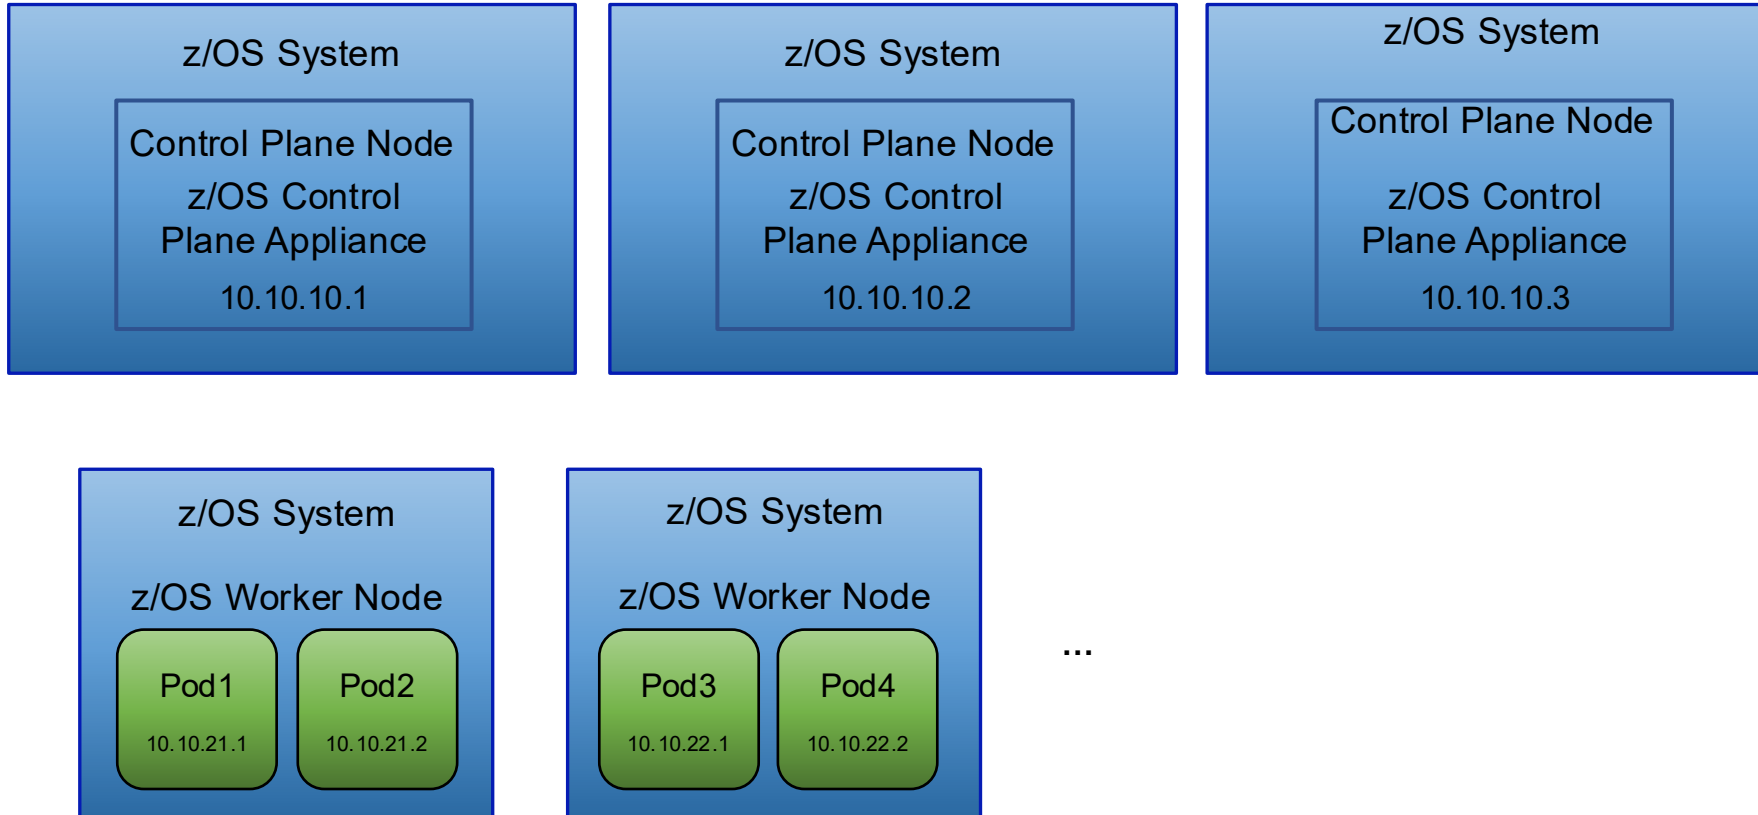 z/OS System
Control Plane Node
z/OS Control
Plane Appliance
10.10.10.1
z/OS System
Control Plane Node
z/OS Control
Plane Appliance
10.10.10.2
z/OS System
Control Plane Node
z/OS Control
Plane Appliance
10.10.10.3
z/OS System
z/OS Worker Node
Pod1
10.10.21.1
Pod2
10.10.21.2
z/OS System
z/OS Worker Node
Pod3
10.10.22.1
Pod4
10.10.22.2
...